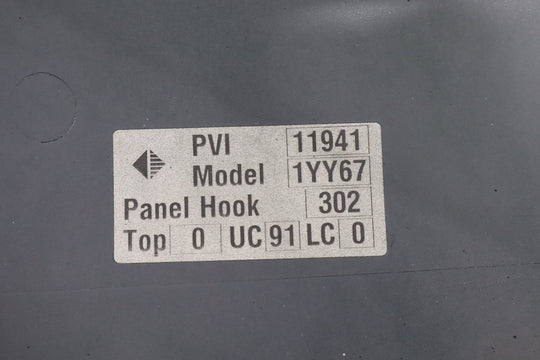 PVI 11941
Model 1YY67
Panel Hook 302
Top 0 UC 91 LC 0